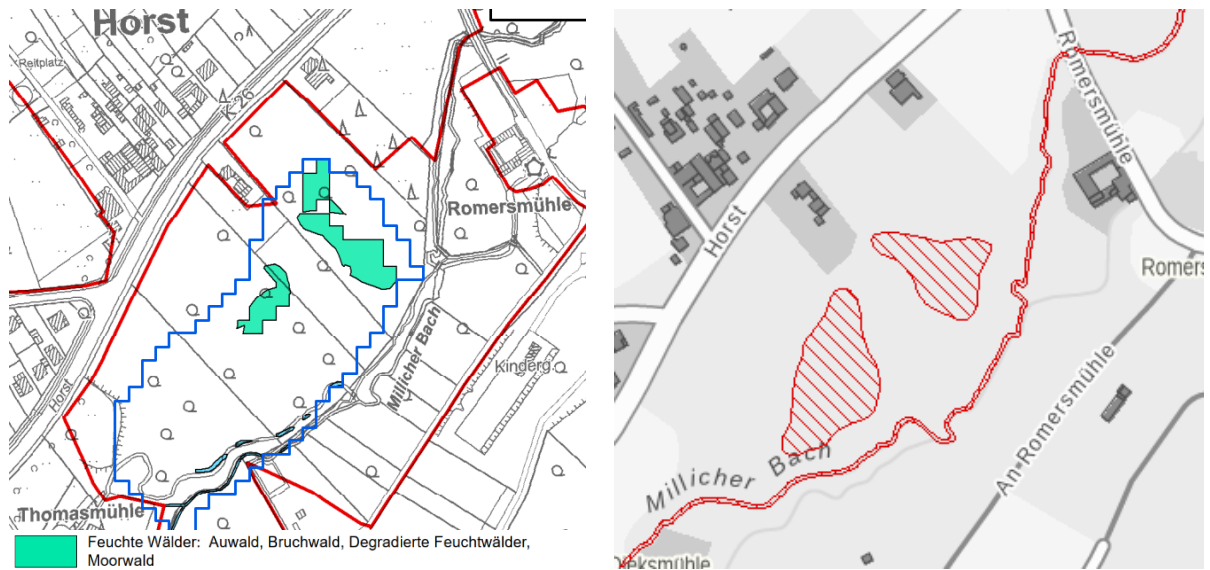 Horst
Reitplatz
K 26
Romersmühle
Millicher Bach
Kinderg.
Horst
Thomasmühle
Feuchte Wälder: Auwald, Bruchwald, Degradierte Feuchtwälder,
Moorwald
Romersmühle
Horst
Romers
An-Romersmühle
Millicher Bach
eksmühle